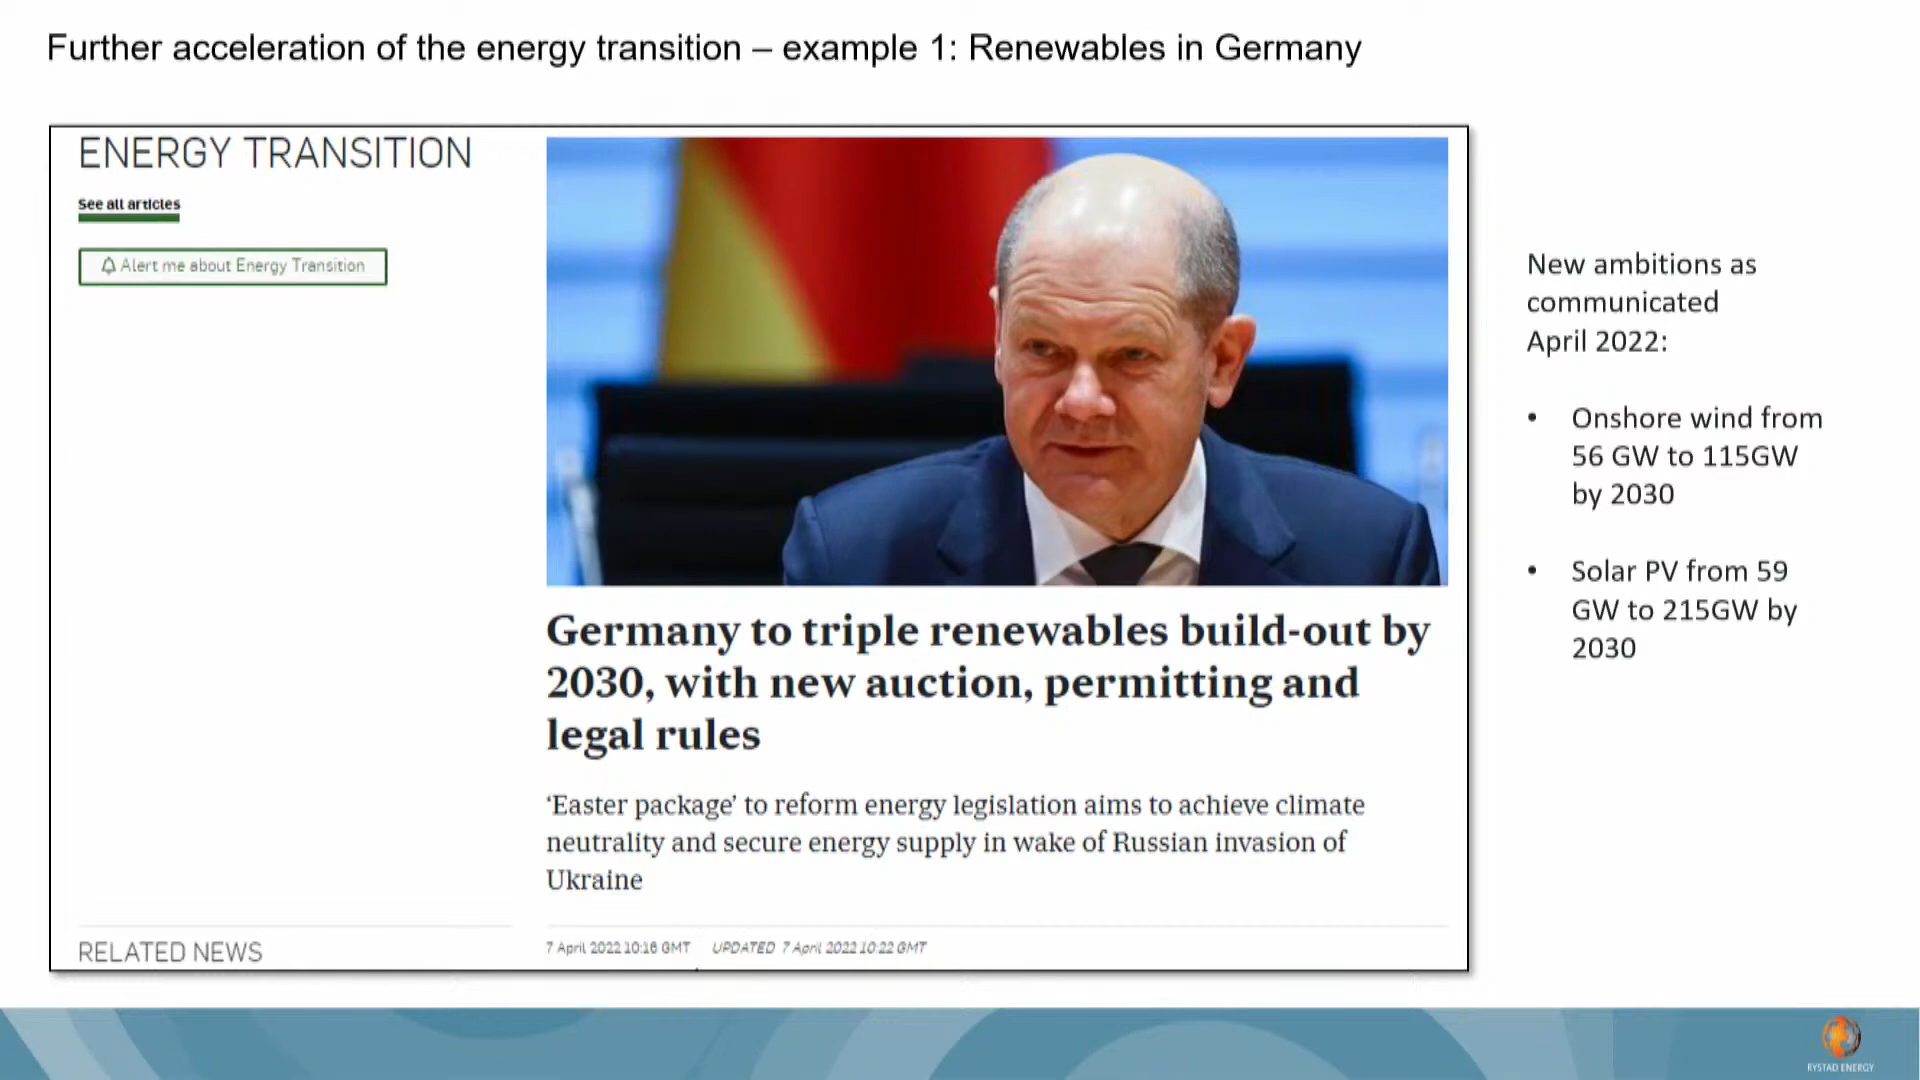 Further acceleration of the energy transition – example 1: Renewables in Germany
ENERGY TRANSITION
See all articles
Alert me about Energy Transition
Germany to triple renewables build-out by
2030, with new auction, permitting and
legal rules
‘Easter package’ to reform energy legislation aims to achieve climate
neutrality and secure energy supply in wake of Russian invasion of
Ukraine
7 April 2022 10:16 GMT UPDATED 7 April 2022 10:22 GMT
RELATED NEWS
New ambitions as
communicated
April 2022:
• Onshore wind from
56 GW to 115GW
by 2030
• Solar PV from 59
GW to 215GW by
2030
RYSTAD ENERGY